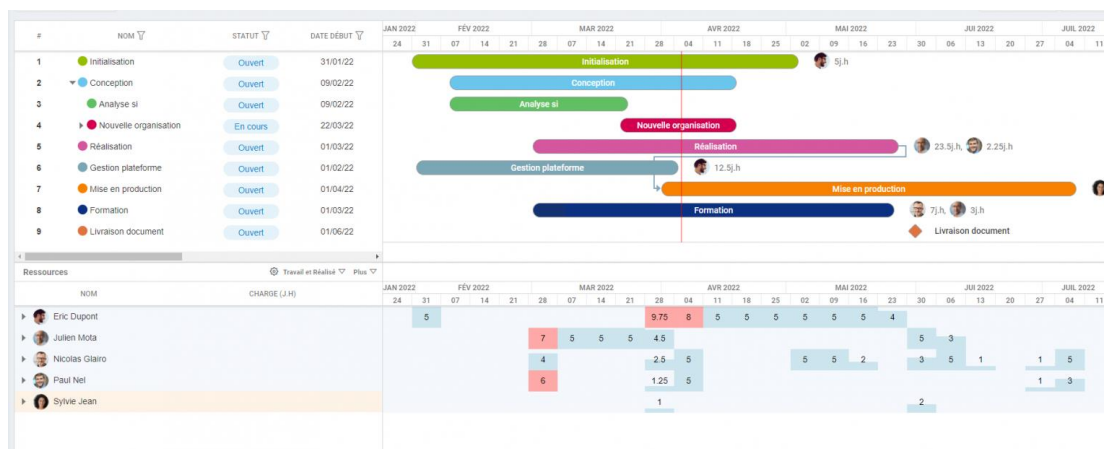 JAN 2022 FÉV 2022 MAR 2022 AVR 2022 MAI 2022 JUI 2022 JUIL 2022
# NOM STATUT DATE DÉBUT 24 31 07 14 21 28 07 14 21 28 04 11 18 25 02 09 16 23 30 06 13 20 27 04 11
1 Initialisation Ouvert 31/01/22 Initialisation 5j.h
2 Conception Ouvert 09/02/22 Conception
3 Analyse si Ouvert 09/02/22 Analyse si
4 Nouvelle organisation En cours 22/03/22 Nouvelle organisation
5 Réalisation Ouvert 01/03/22 Réalisation 23.5j.h, 2.25j.h
6 Gestion plateforme Ouvert 01/02/22 Gestion plateforme 12.5j.h
7 Mise en production Ouvert 01/04/22 Mise en production
8 Formation Ouvert 01/03/22 Formation 7j.h, 3j.h
9 Livraison document Ouvert 01/06/22 Livraison document
Ressources Travail et Réalisé Plus
JAN 2022 FÉV 2022 MAR 2022 AVR 2022 MAI 2022 JUI 2022 JUIL 2022
NOM CHARGE (J.H) 24 31 07 14 21 28 07 14 21 28 04 11 18 25 02 09 16 23 30 06 13 20 27 04 11
Eric Dupont 5 9.75 8 5 5 5 5 5 5 4
Julien Mota 7 5 5 5 4.5 5 3
Nicolas Glairo 4 2.5 5 5 5 2 3 5 1 1 5
Paul Nel 6 1.25 5 1 3
Sylvie Jean 1 2